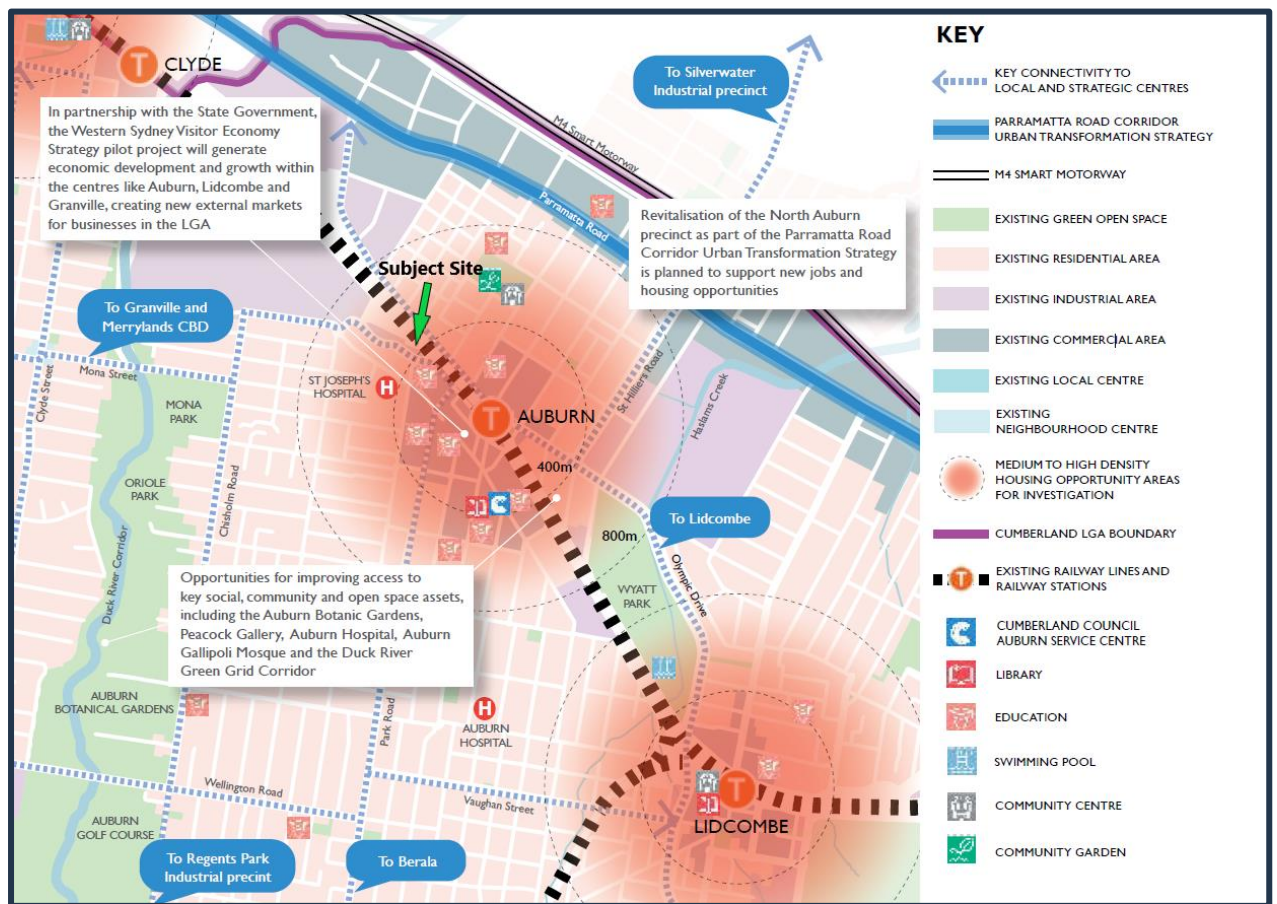 CLYDE
In partnership with the State Government,
the Western Sydney Visitor Economy
Strategy pilot project will generate
economic development and growth within
the centres like Auburn, Lidcombe and
Granville, creating new external markets
for businesses in the LGA
To Silverwater
Industrial precinct
M4 Smart Motorway
Parramatta Road
Revitalisation of the North Auburn
precinct as part of the Parramatta Road
Corridor Urban Transformation Strategy
is planned to support new jobs and
housing opportunities
Subject Site
To Granville and
Merrylands CBD
Mona Street
Clyde Street
MONA
PARK
ST JOSEPH'S
HOSPITAL
H
T
AUBURN
St Hilliers Road
Haslams Creek
400m
ORIOLE
PARK
Chisholm Road
Duck River Corridor
800m
To Lidcombe
Olympic Drive
WYATT
PARK
Opportunities for improving access to
key social, community and open space assets,
including the Auburn Botanic Gardens,
Peacock Gallery, Auburn Hospital, Auburn
Gallipoli Mosque and the Duck River
Green Grid Corridor
AUBURN
BOTANICAL GARDENS
Park Road
H
AUBURN
HOSPITAL
Wellington Road
Vaughan Street
T
LIDCOMBE
AUBURN
GOLF COURSE
To Regents Park
Industrial precint
To Berala
T
KEY
KEY CONNECTIVITY TO
LOCAL AND STRATEGIC CENTRES
PARRAMATTA ROAD CORRIDOR
URBAN TRANSFORMATION STRATEGY
M4 SMART MOTORWAY
EXISTING GREEN OPEN SPACE
EXISTING RESIDENTIAL AREA
EXISTING INDUSTRIAL AREA
EXISTING COMMERCIAL AREA
EXISTING LOCAL CENTRE
EXISTING
NEIGHBOURHOOD CENTRE
MEDIUM TO HIGH DENSITY
HOUSING OPPORTUNITY AREAS
FOR INVESTIGATION
CUMBERLAND LGA BOUNDARY
T
EXISTING RAILWAY LINES AND
RAILWAY STATIONS
CUMBERLAND COUNCIL
AUBURN SERVICE CENTRE
LIBRARY
EDUCATION
SWIMMING POOL
COMMUNITY CENTRE
COMMUNITY GARDEN